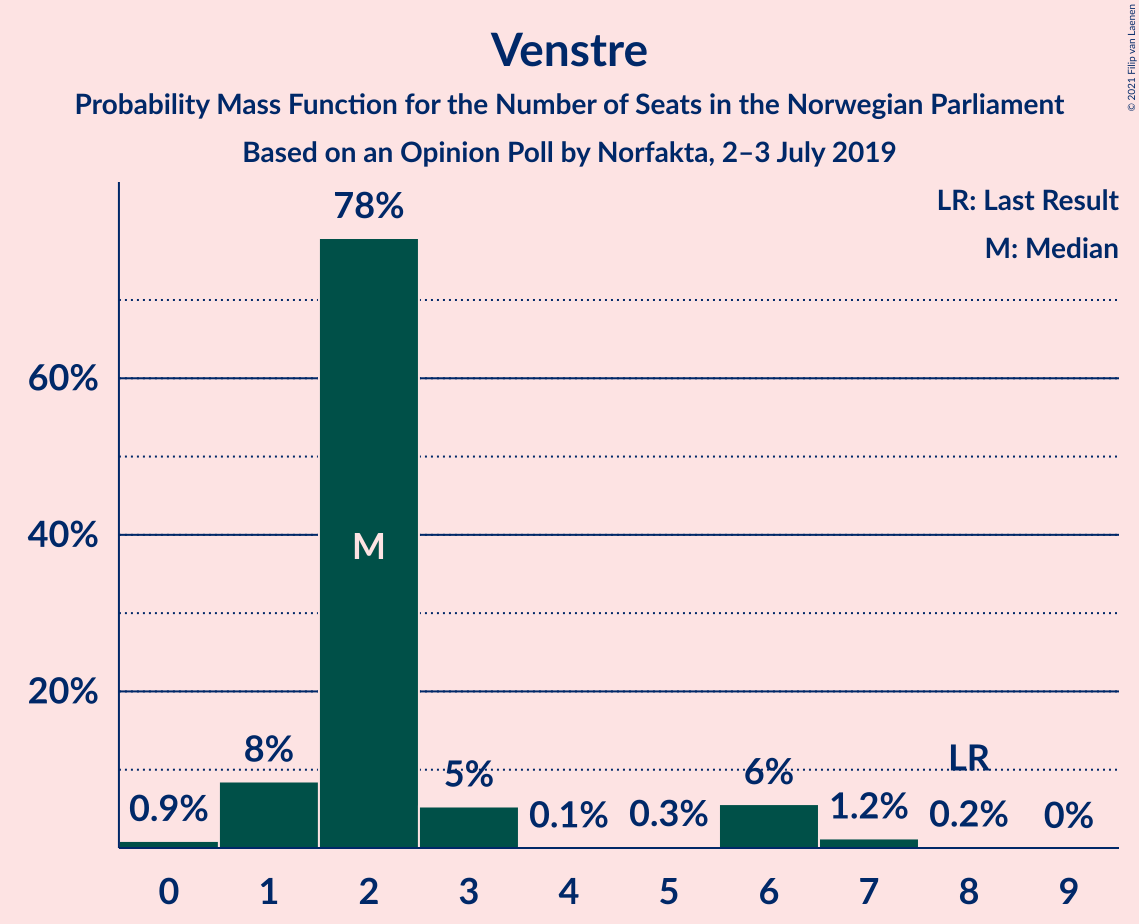 Venstre
Probability Mass Function for the Number of Seats in the Norwegian Parliament
Based on an Opinion Poll by Norfakta, 2–3 July 2019
© 2021 Filip van Laenen
LR: Last Result
M: Median
78%
60%
40%
20%
M
0.9%
8%
5%
0.1%
0.3%
6%
1.2%
LR
0.2%
0%
0 1 2 3 4 5 6 7 8 9